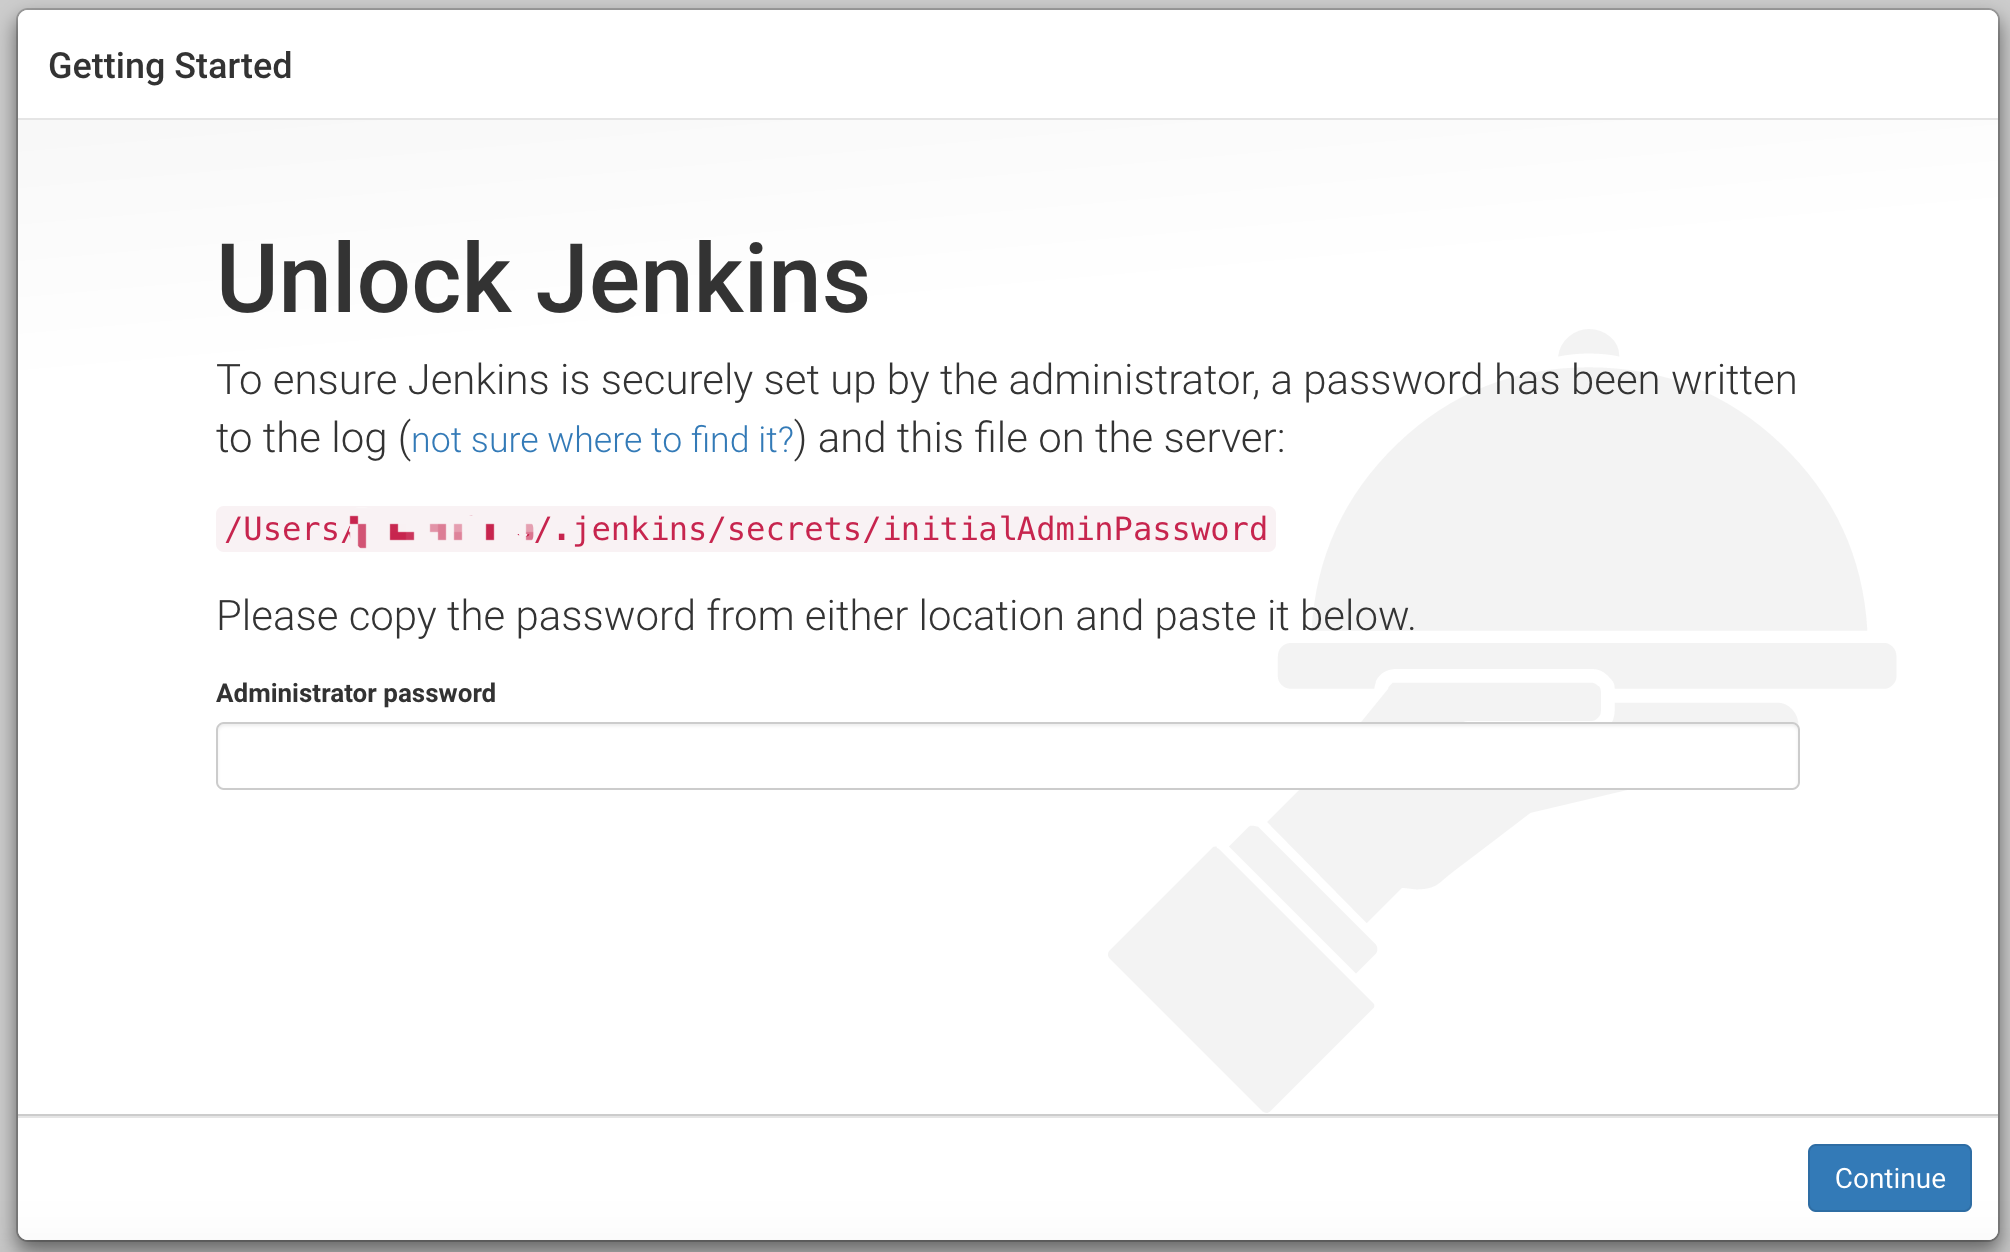 Getting Started
Unlock Jenkins
To ensure Jenkins is securely set up by the administrator, a password has been written
to the log (not sure where to find it?) and this file on the server:
/Users/ /.jenkins/secrets/initialAdminPassword
Please copy the password from either location and paste it below.
Administrator password
Continue